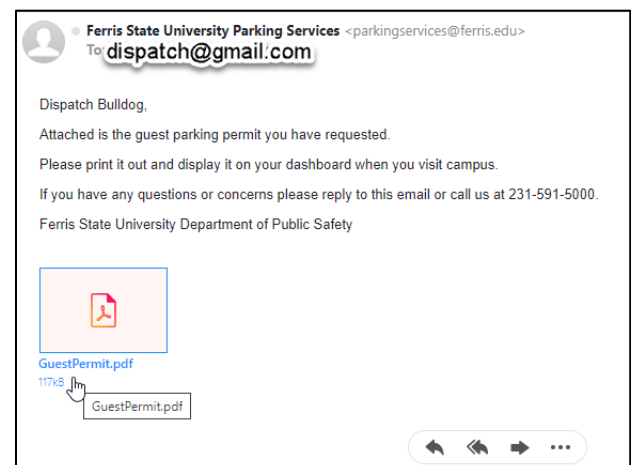 Ferris State University Parking Services <parkingservices@ferris.edu>
To: dispatch@gmail.com
Dispatch Bulldog,
Attached is the guest parking permit you have requested.
Please print it out and display it on your dashboard when you visit campus.
If you have any questions or concerns please reply to this email or call us at 231-591-5000.
Ferris State University Department of Public Safety
GuestPermit.pdf
117kB
GuestPermit.pdf